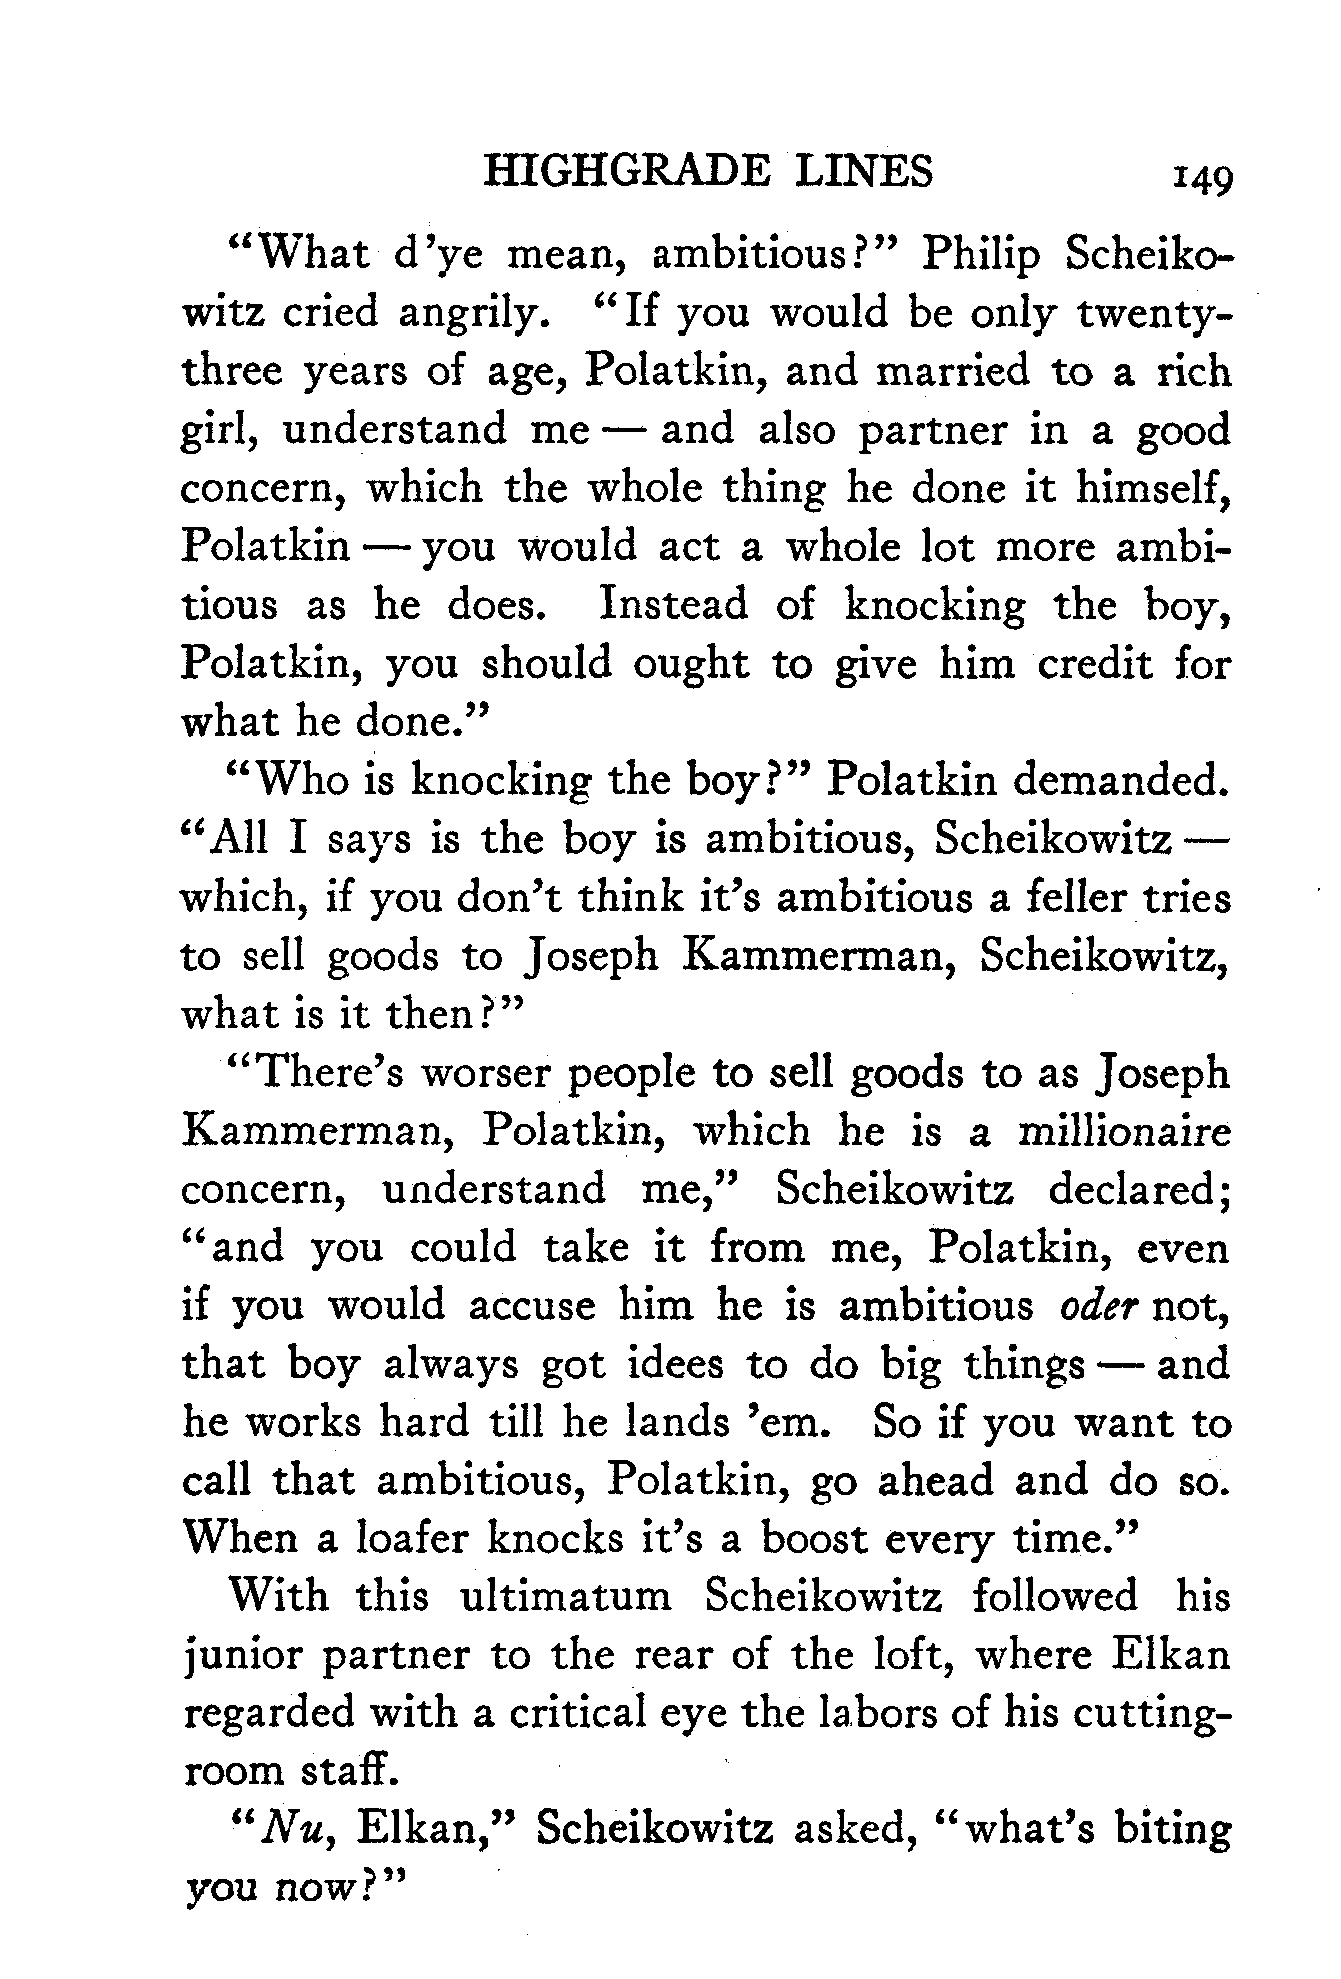 HIGHGRADE LINES 149
“What d’ye mean, ambitious?” Philip Scheiko-
witz cried angrily. “If you would be only twenty-
three years of age, Polatkin, and married to a rich
girl, understand me — and also partner in a good
concern, which the whole thing he done it himself,
Polatkin — you would act a whole lot more ambi-
tious as he does. Instead of knocking the boy,
Polatkin, you should ought to give him credit for
what he done.”
“Who is knocking the boy?” Polatkin demanded.
“All I says is the boy is ambitious, Scheikowitz —
which, if you don’t think it’s ambitious a feller tries
to sell goods to Joseph Kammerman, Scheikowitz,
what is it then?”
“There’s worser people to sell goods to as Joseph
Kammerman, Polatkin, which he is a millionaire
concern, understand me,” Scheikowitz declared;
“and you could take it from me, Polatkin, even
if you would accuse him he is ambitious oder not,
that boy always got idees to do big things — and
he works hard till he lands ’em. So if you want to
call that ambitious, Polatkin, go ahead and do so.
When a loafer knocks it’s a boost every time.”
With this ultimatum Scheikowitz followed his
junior partner to the rear of the loft, where Elkan
regarded with a critical eye the labors of his cutting-
room staff.
“Nu, Elkan,” Scheikowitz asked, “what’s biting
you now?”